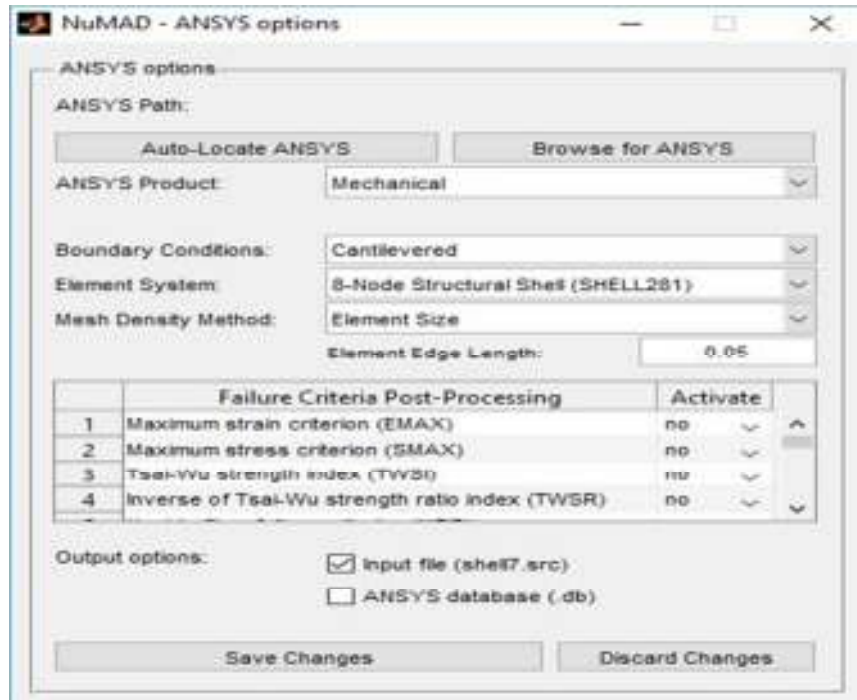 NuMAD - ANSYS options
ANSYS options
ANSYS Path:
Auto-Locate ANSYS
Browse for ANSYS
ANSYS Product:
Mechanical
Boundary Conditions:
Cantilevered
Element System:
8-Node Structural Shell (SHELL281)
Mesh Density Method:
Element Size
Element Edge Length:
0.05
Failure Criteria Post-Processing
Activate
1 Maximum strain criterion (EMAX) no
2 Maximum stress criterion (SMAX) no
3 Tsai-Wu strength index (TWSI) no
4 Inverse of Tsai-Wu strength ratio index (TWSR) no
Output options:
Input file (shell7.src)
ANSYS database (.db)
Save Changes
Discard Changes